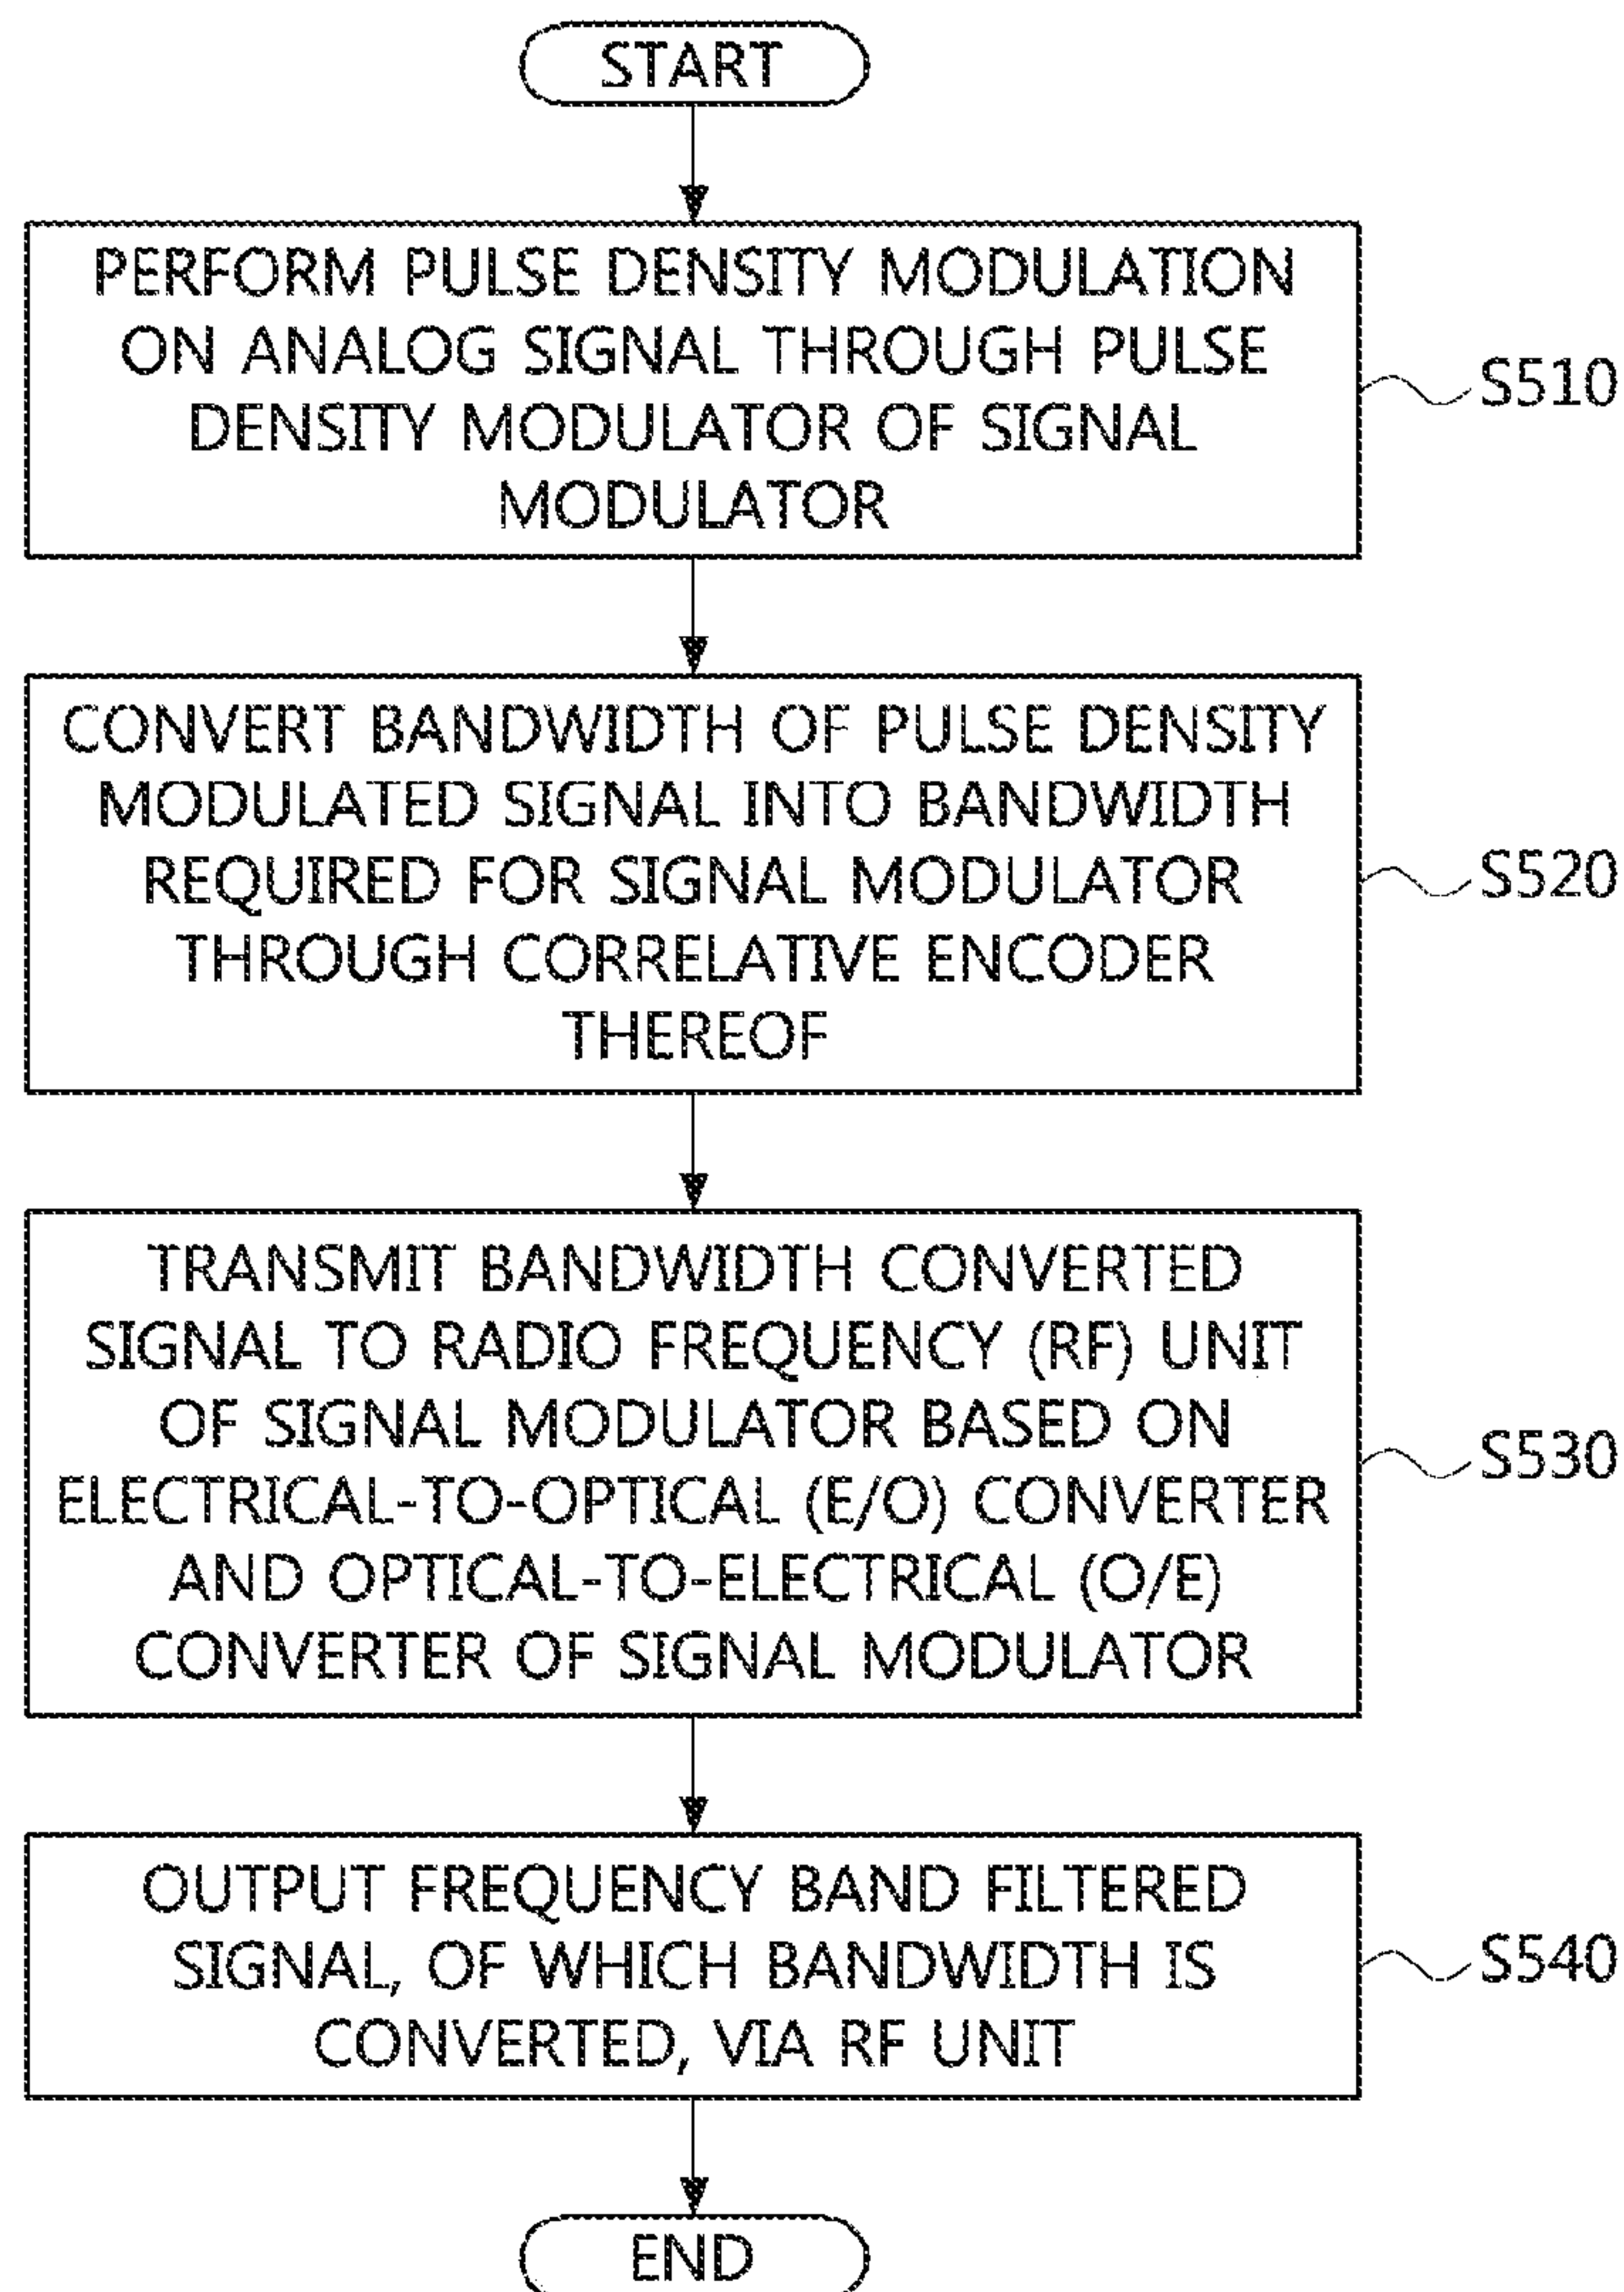 START
PERFORM PULSE DENSITY MODULATION
ON ANALOG SIGNAL THROUGH PULSE
DENSITY MODULATOR OF SIGNAL
MODULATOR
S510
CONVERT BANDWIDTH OF PULSE DENSITY
MODULATED SIGNAL INTO BANDWIDTH
REQUIRED FOR SIGNAL MODULATOR
THROUGH CORRELATIVE ENCODER
THEREOF
S520
TRANSMIT BANDWIDTH CONVERTED
SIGNAL TO RADIO FREQUENCY (RF) UNIT
OF SIGNAL MODULATOR BASED ON
ELECTRICAL-TO-OPTICAL (E/O) CONVERTER
AND OPTICAL-TO-ELECTRICAL (O/E)
CONVERTER OF SIGNAL MODULATOR
S530
OUTPUT FREQUENCY BAND FILTERED
SIGNAL, OF WHICH BANDWIDTH IS
CONVERTED, VIA RF UNIT
S540
END